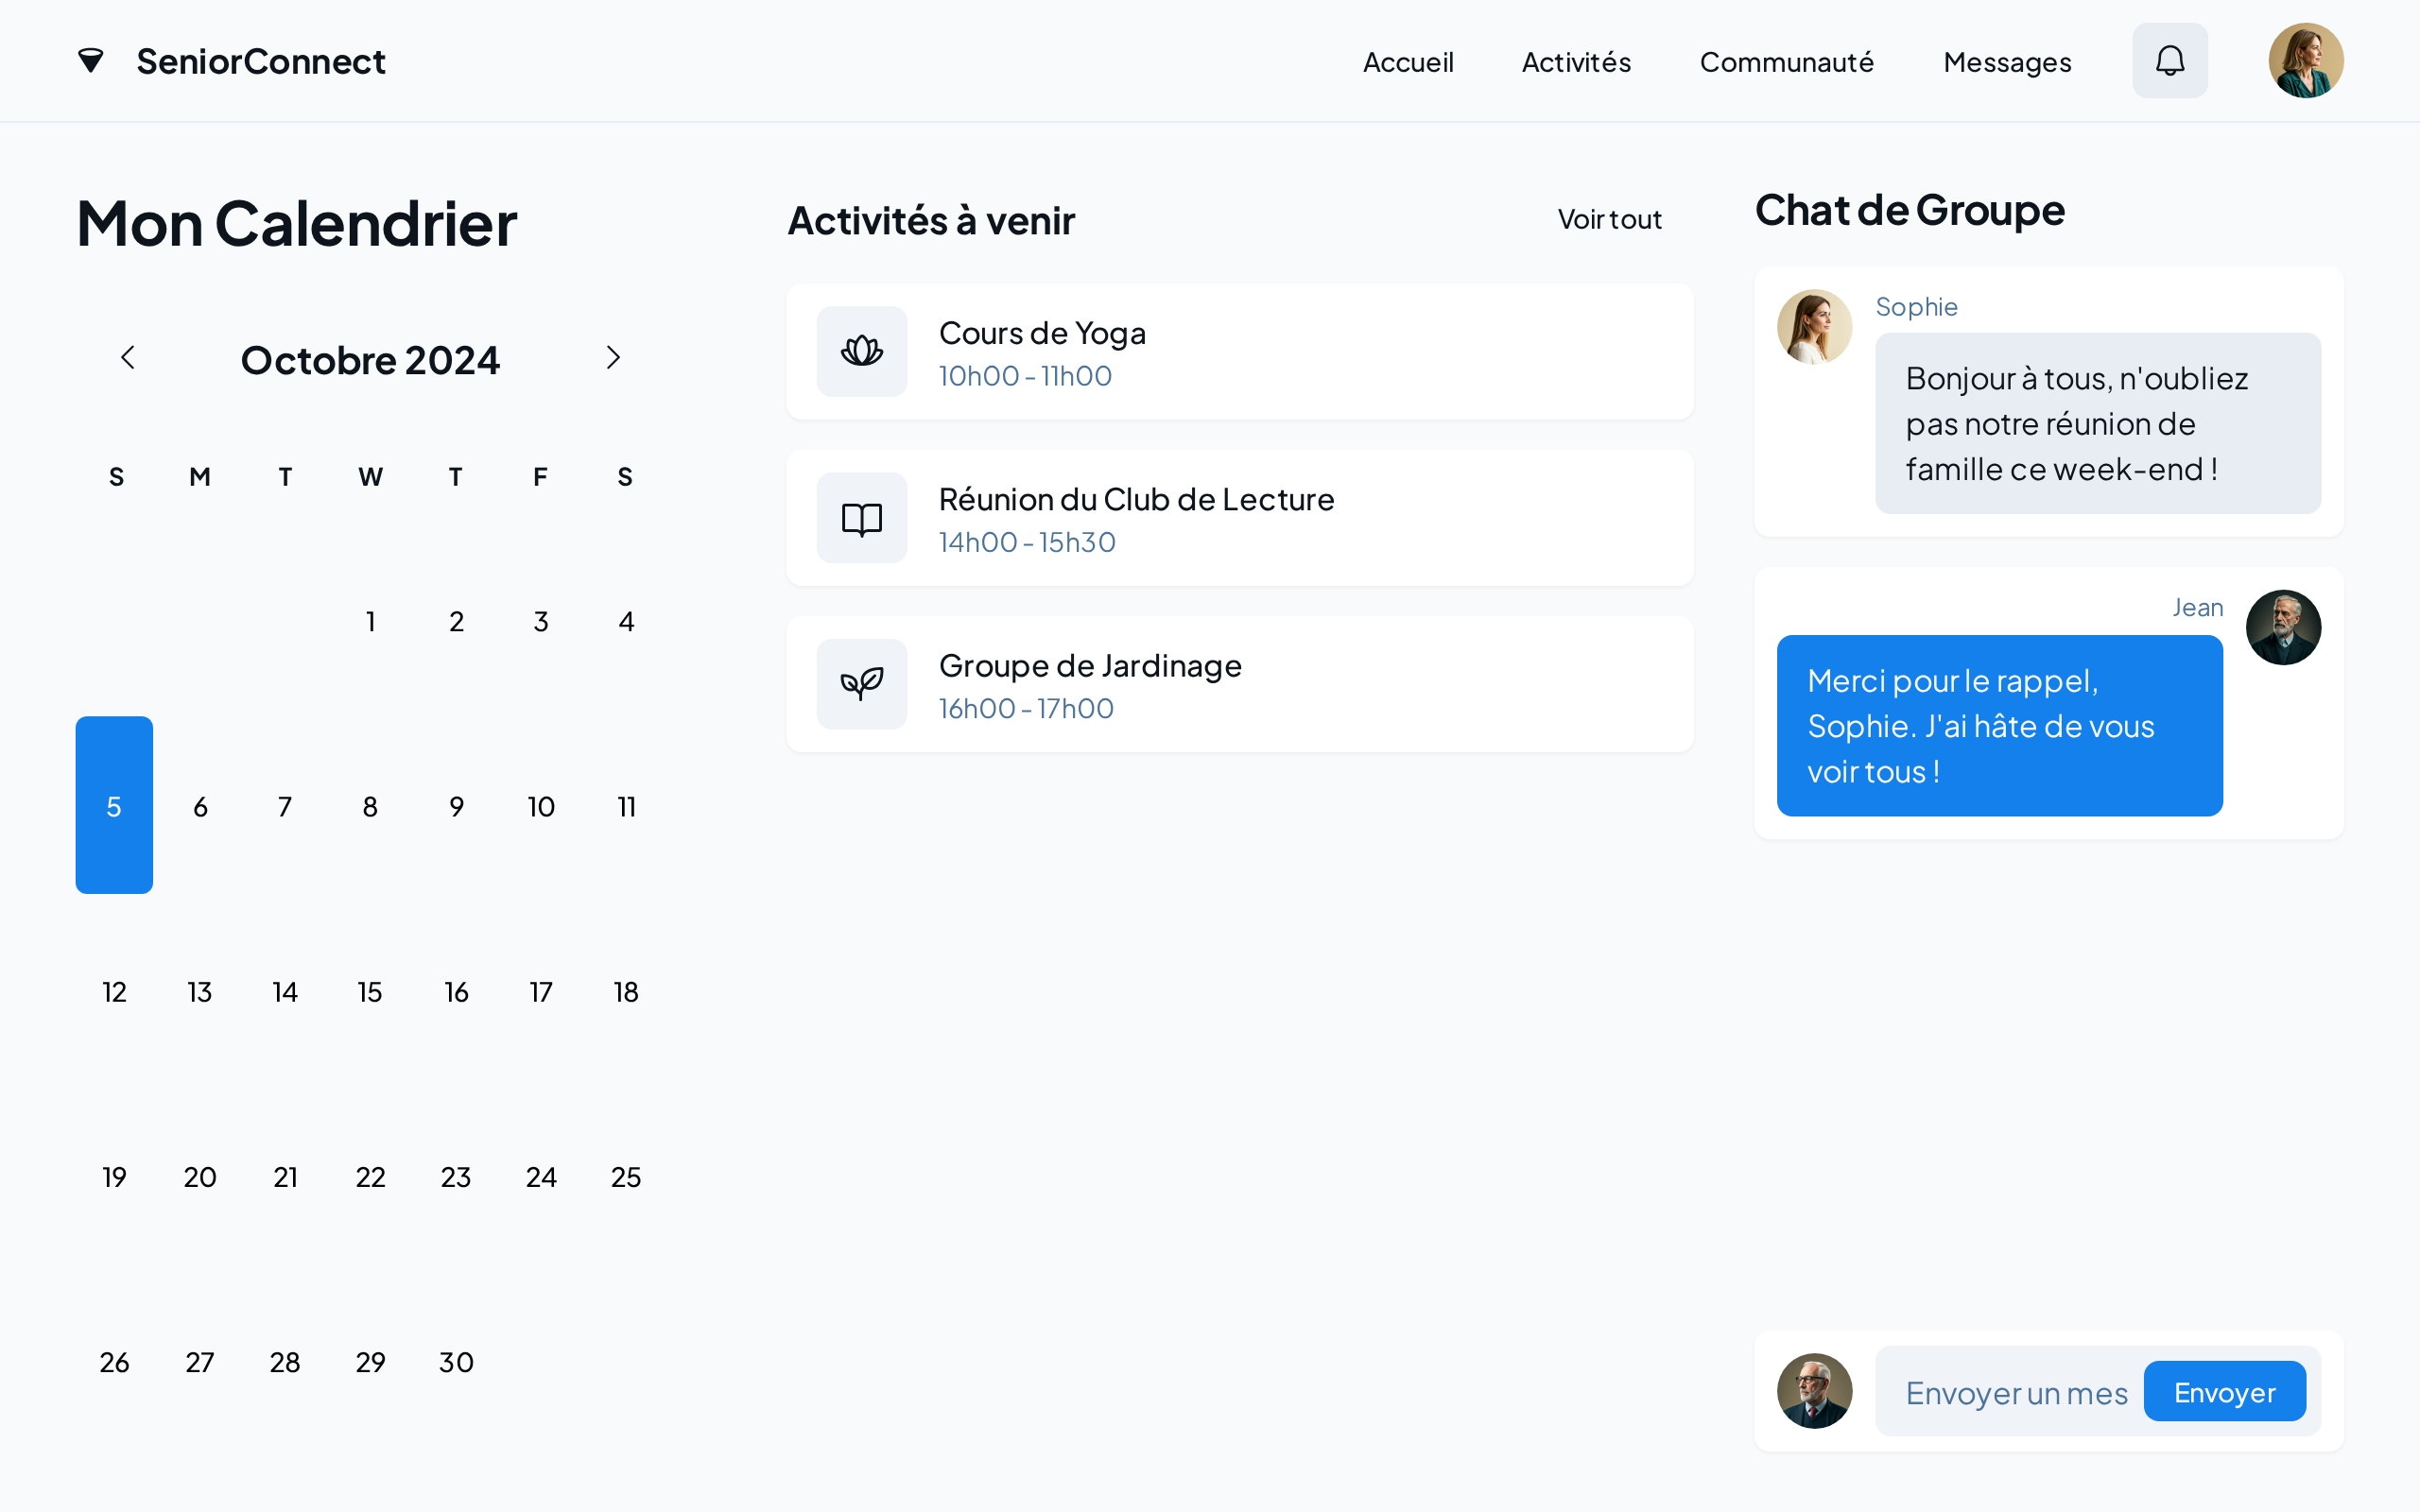 SeniorConnect
Accueil
Activités
Communauté
Messages
Mon Calendrier
Octobre 2024
S M T W T F S
1 2 3 4
5 6 7 8 9 10 11
12 13 14 15 16 17 18
19 20 21 22 23 24 25
26 27 28 29 30
Activités à venir
Voir tout
Cours de Yoga
10h00 - 11h00
Réunion du Club de Lecture
14h00 - 15h30
Groupe de Jardinage
16h00 - 17h00
Chat de Groupe
Sophie
Bonjour à tous, n'oubliez
pas notre réunion de
famille ce week-end !
Jean
Merci pour le rappel,
Sophie. J'ai hâte de vous
voir tous !
Envoyer un mes
Envoyer